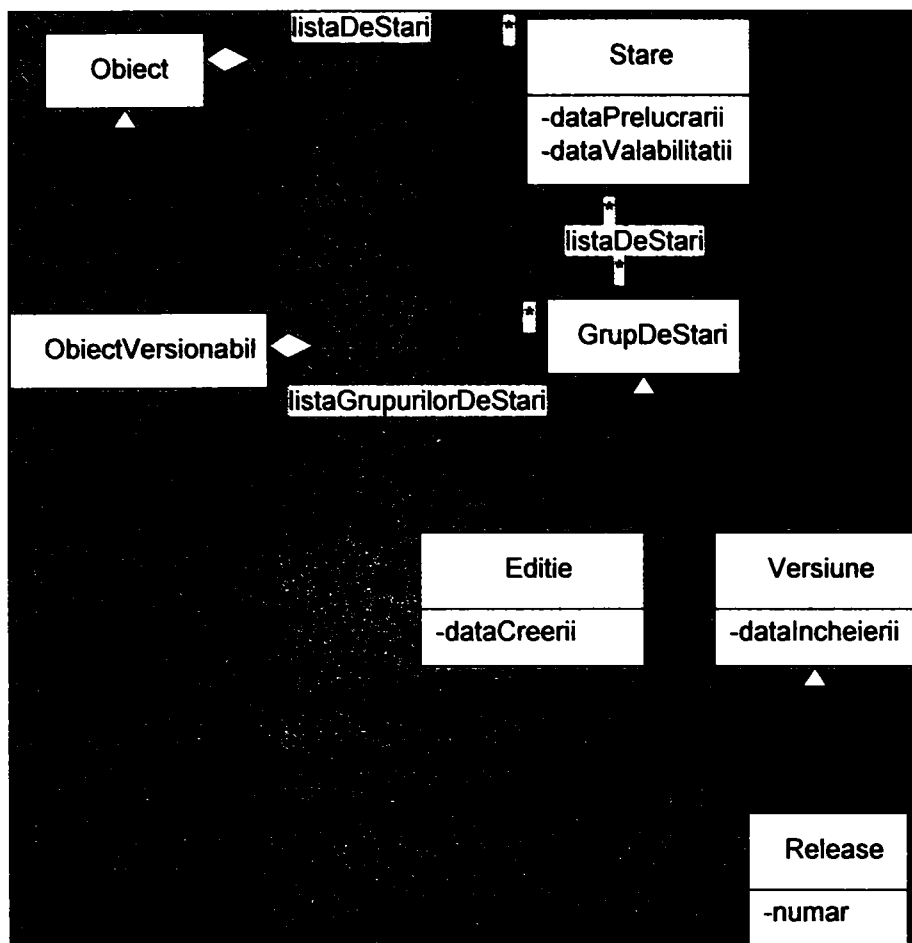 listaDeStari
*
Obiect
Stare
-dataPrelucrarii
-dataValabilitatii
*
listaDeStari
*
*
GrupDeStari
ObiectVersionabil
listaGrupurilorDeStari
Editie
-dataCreerii
Versiune
-dataIncheierii
Release
-numar